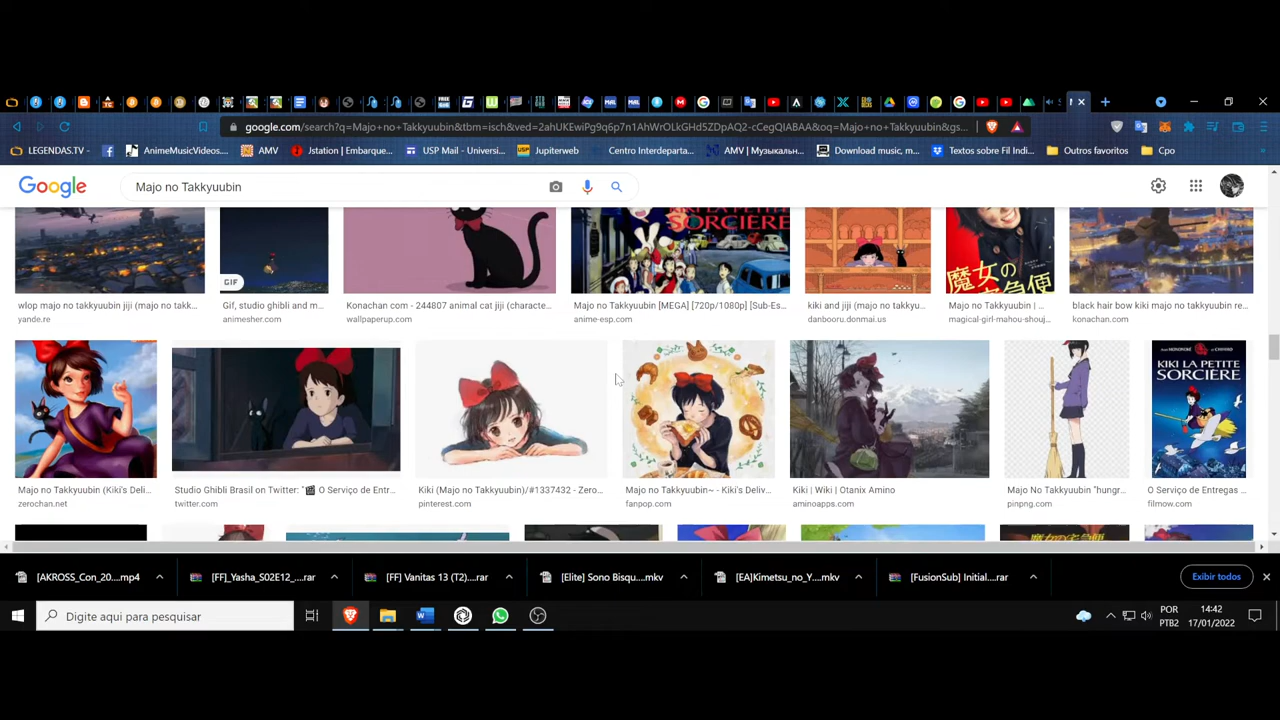 google.com/search?q=Majo+no+Takkyuubin&tbm=isch&ved=2ahUKEwiPg9q6p7n1AhWrOLkGHd5ZDpAQ2-cCegQIABAA&oq=Majo+no+Takkyuubin&gs...
LEGENDAS.TV -
AnimeMusicVideos....
AMV
Jstation | Embarque...
USP Mail - Universi...
Jupiterweb
Centro Interdeparta...
AMV | Музыкальн...
Download music, m...
Textos sobre Fil Indi...
Outros favoritos
Cpo
Google
Majo no Takkyuubin
GIF
KIKI LA PETITE
SORCIÈRE
魔女の
急便
wlop majo no takkyuubin jiji (majo no takk...
yande.re
Gif, studio ghibli and m...
animesher.com
Konachan com - 244807 animal cat jiji (characte...
wallpaperup.com
Majo no Takkyuubin [MEGA] [720p/1080p] [Sub-Es...
anime-esp.com
kiki and jiji (majo no takkyu...
danbooru.donmai.us
Majo no Takkyuubin | ...
magical-girl-mahou-shouj...
black hair bow kiki majo no takkyuubin re...
konachan.com
KIKI LA PETITE
SORCIÈRE
Majo no Takkyuubin (Kiki's Deli...
zerochan.net
Studio Ghibli Brasil on Twitter: "🎬 O Serviço de Entr...
twitter.com
Kiki (Majo no Takkyuubin)/#1337432 - Zero...
pinterest.com
Majo no Takkyuubin~ - Kiki's Deliv...
fanpop.com
Kiki | Wiki | Otanix Amino
aminoapps.com
Majo No Takkyuubin "hungr...
pinpng.com
O Serviço de Entregas ...
filmow.com
[AKROSS_Con_20....mp4
[FF]_Yasha_S02E12_....rar
[FF] Vanitas 13 (T2)....rar
[Elite] Sono Bisqu....mkv
[EA]Kimetsu_no_Y....mkv
[FusionSub] Initial....rar
Exibir todos
Digite aqui para pesquisar
POR
PTB2
14:42
17/01/2022